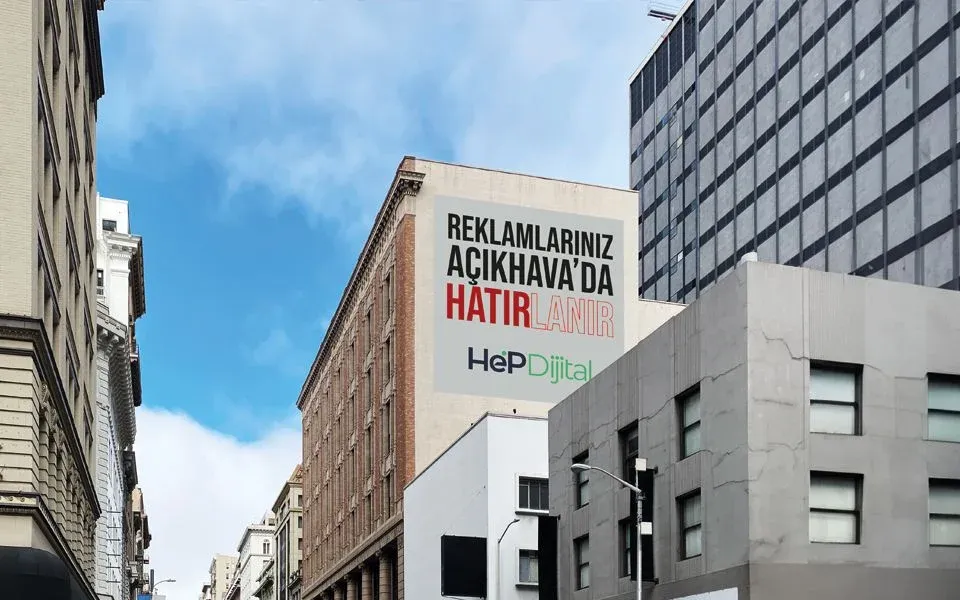 REKLAMLARINIZ
AÇIKHAVA'DA
HATIRLANIR
HePDijital